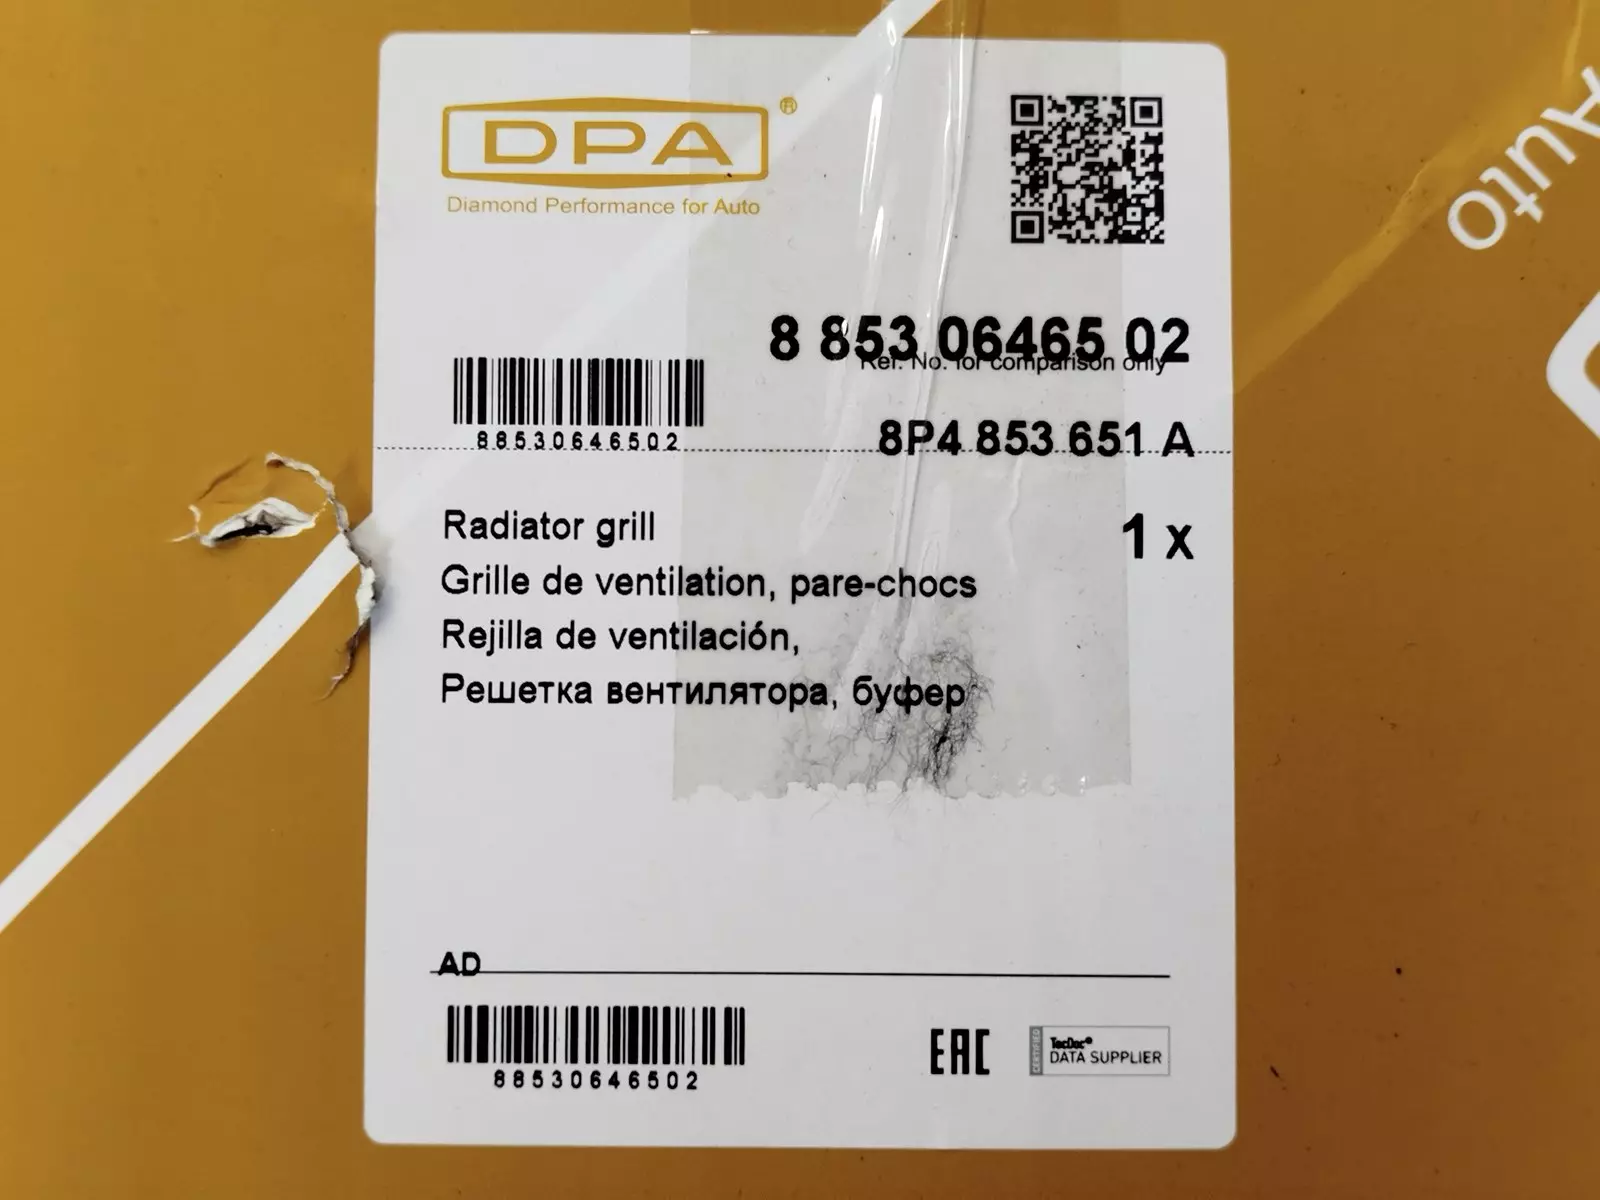 DPA®
Diamond Performance for Auto
8 853 06465 02
Ref. No. for comparison only
88530646502
8P4 853 651 A
Radiator grill
1 x
Grille de ventilation, pare-chocs
Rejilla de ventilación,
Решетка вентилятора, буфер
AD
88530646502
EAC
CERTIFIED
TecDoc®
DATA SUPPLIER
Auto